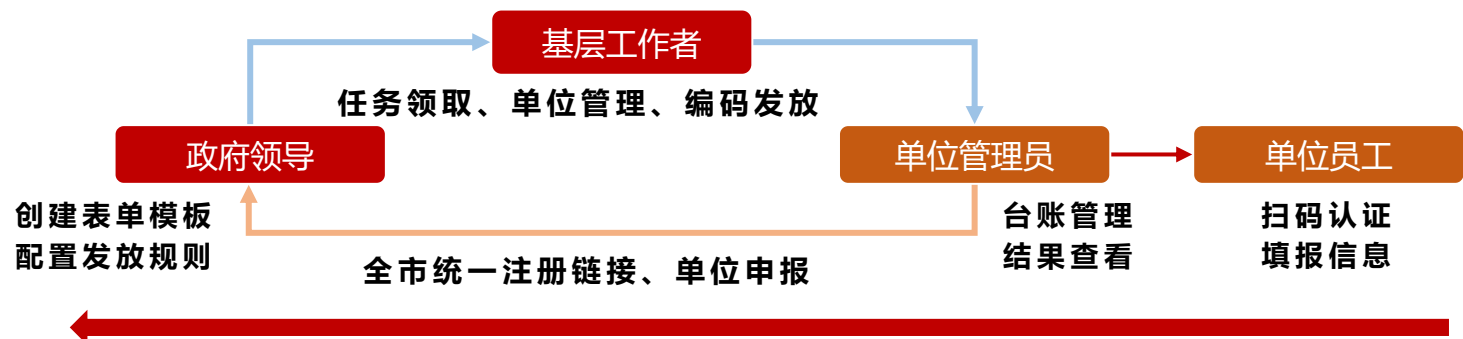 基层工作者
任务领取、单位管理、编码发放
政府领导
单位管理员
单位员工
创建表单模板
配置发放规则
台账管理
结果查看
扫码认证
填报信息
全市统一注册链接、单位申报